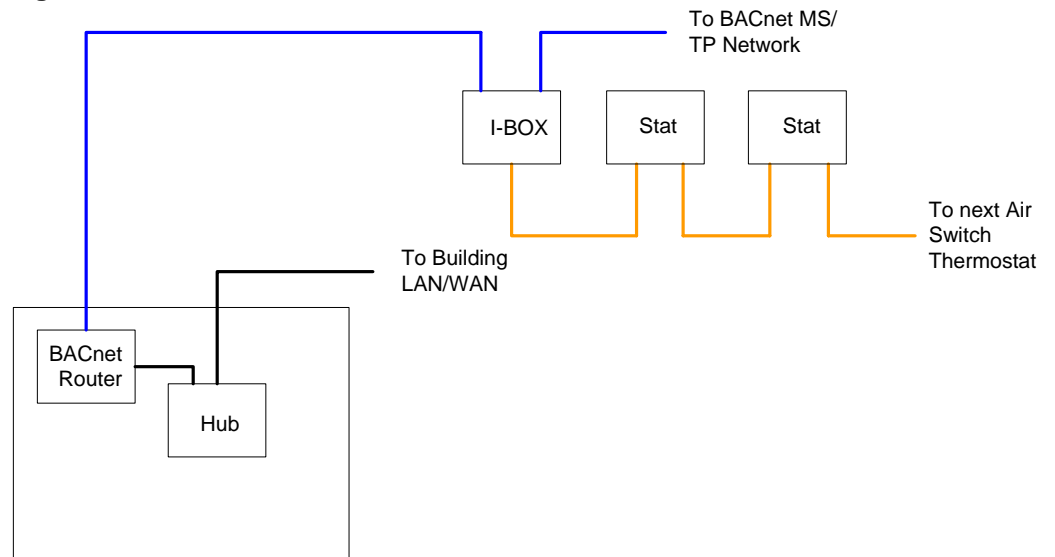 To BACnet MS/
TP Network
I-BOX
Stat
Stat
To next Air
Switch
Thermostat
To Building
LAN/WAN
BACnet
Router
Hub